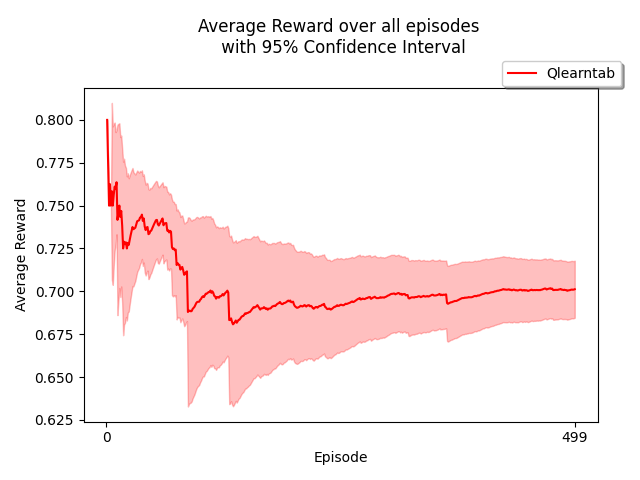 Average Reward over all episodes
with 95% Confidence Interval
Qlearntab
0.800
0.775
0.750
0.725
0.700
0.675
0.650
0.625
Average Reward
0
499
Episode